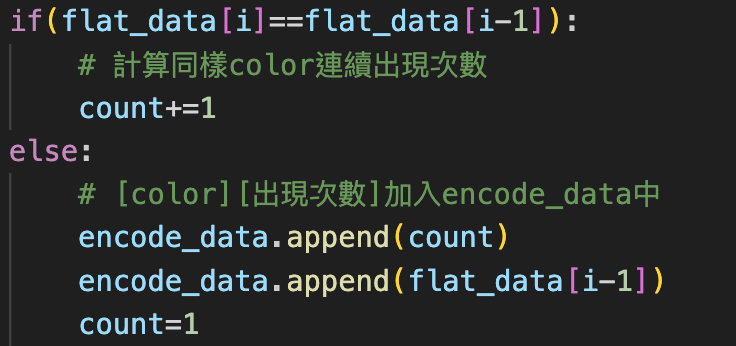 if(flat_data[i]==flat_data[i-1]):
    # 計算同樣color連續出現次數
    count+=1
else:
    # [color][出現次數]加入encode_data中
    encode_data.append(count)
    encode_data.append(flat_data[i-1])
    count=1